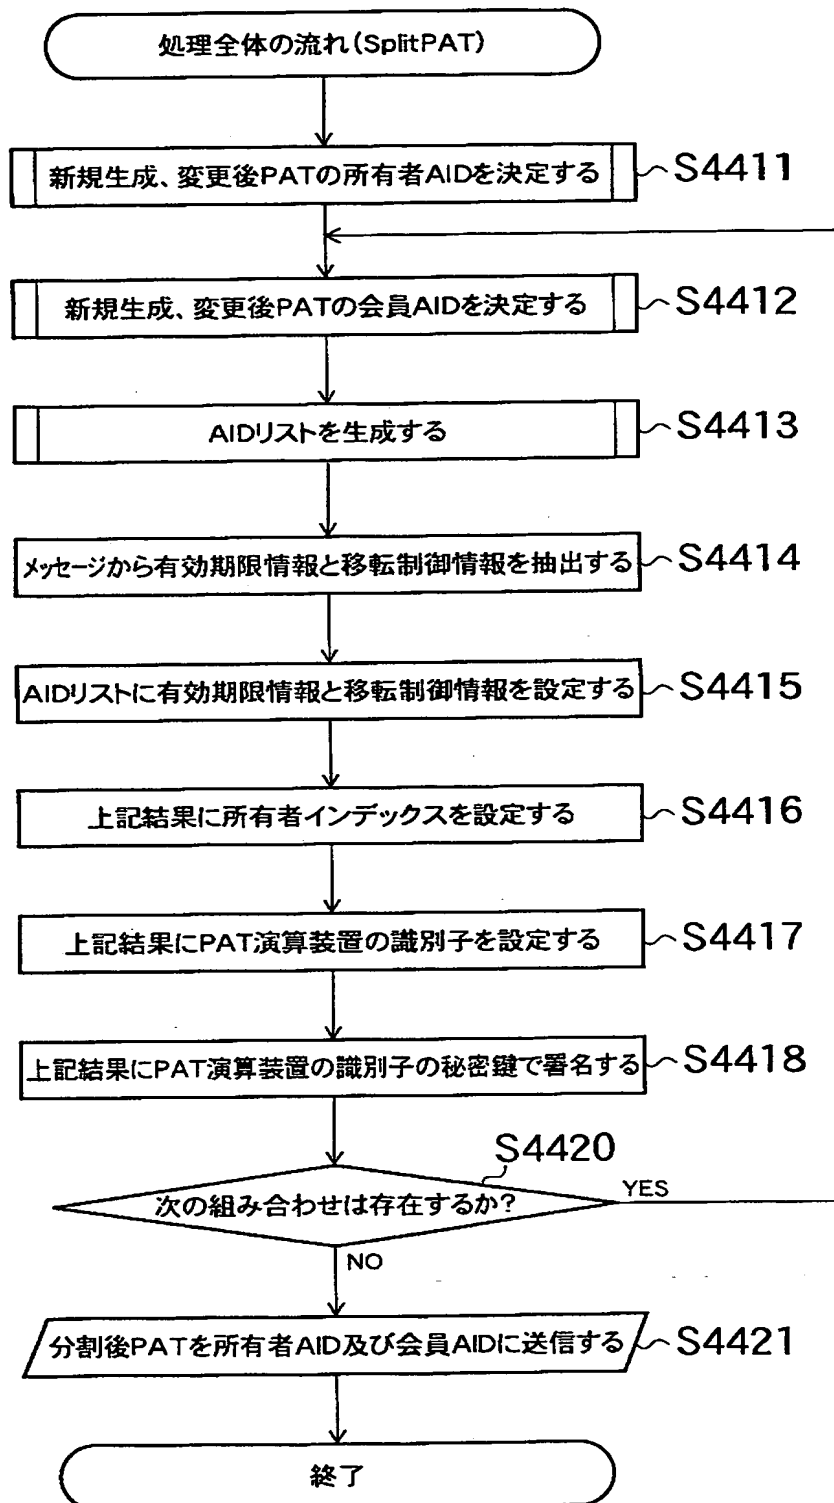 処理全体の流れ(SplitPAT)
新規生成、変更後PATの所有者AIDを決定する
S4411
新規生成、変更後PATの会員AIDを決定する
S4412
AIDリストを生成する
S4413
メッセージから有効期限情報と移転制御情報を抽出する
S4414
AIDリストに有効期限情報と移転制御情報を設定する
S4415
上記結果に所有者インデックスを設定する
S4416
上記結果にPAT演算装置の識別子を設定する
S4417
上記結果にPAT演算装置の識別子の秘密鍵で署名する
S4418
S4420
次の組み合わせは存在するか?
YES
NO
分割後PATを所有者AID及び会員AIDに送信する
S4421
終了